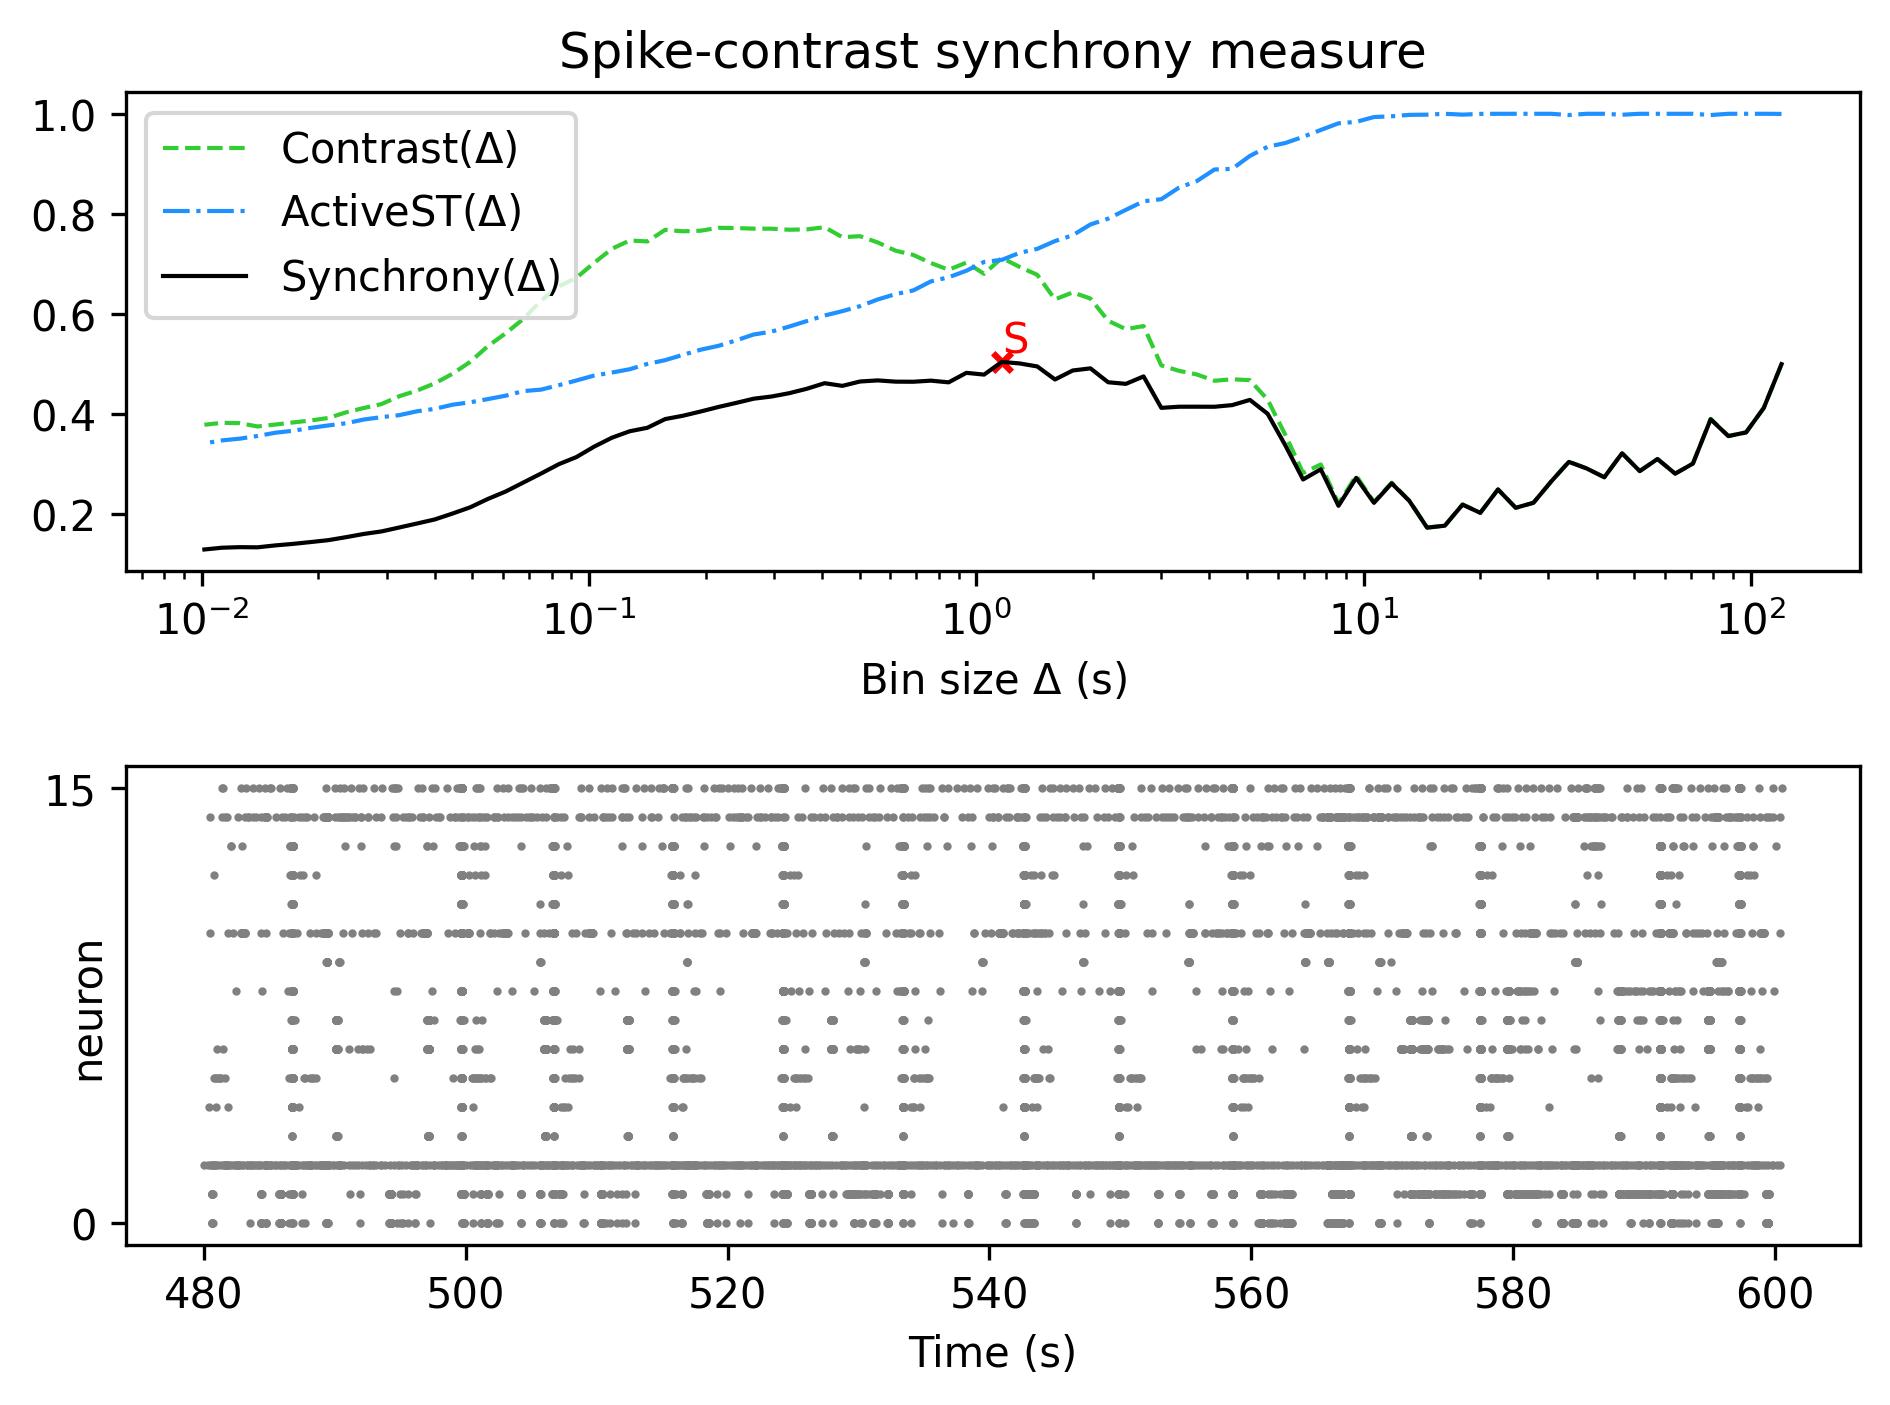 Spike-contrast synchrony measure
1.0
0.8
0.6
0.4
0.2
Contrast(Δ)
ActiveST(Δ)
Synchrony(Δ)
S
10⁻² 10⁻¹ 10⁰ 10¹ 10²
Bin size Δ (s)
15
0
neuron
480 500 520 540 560 580 600
Time (s)